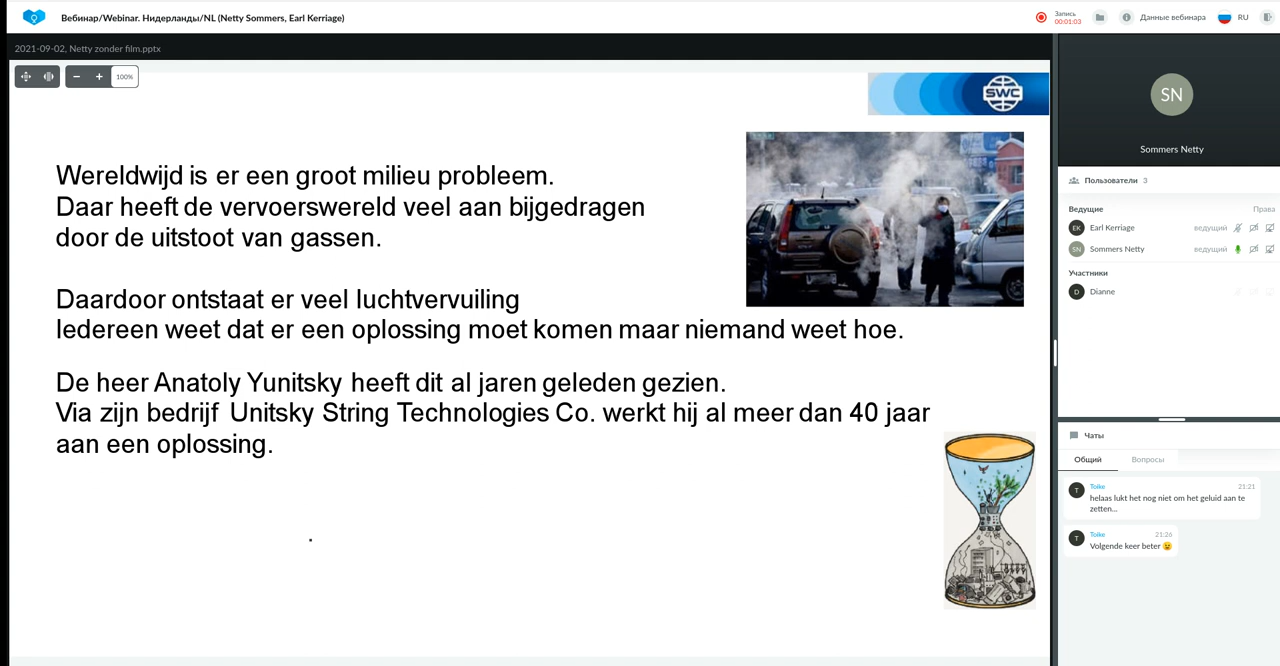 Вебинар/Webinar. Нидерланды/NL (Netty Sommers, Earl Kerriage)
Запись
00:01:03
Данные вебинара
RU
2021-09-02, Netty zonder film.pptx
100%
SWC
Wereldwijd is er een groot milieu probleem.
Daar heeft de vervoerswereld veel aan bijgedragen
door de uitstoot van gassen.
Daardoor ontstaat er veel luchtvervuiling
Iedereen weet dat er een oplossing moet komen maar niemand weet hoe.
De heer Anatoly Yunitsky heeft dit al jaren geleden gezien.
Via zijn bedrijf Unitsky String Technologies Co. werkt hij al meer dan 40 jaar
aan een oplossing.
SN
Sommers Netty
Пользователи 3
Ведущие Права
EK Earl Kerriage ведущий
SN Sommers Netty ведущий
Участники
D Dianne
Чаты
Общий Вопросы
T Toike 21:21
helaas lukt het nog niet om het geluid aan te
zetten...
T Toike 21:26
Volgende keer beter 😉